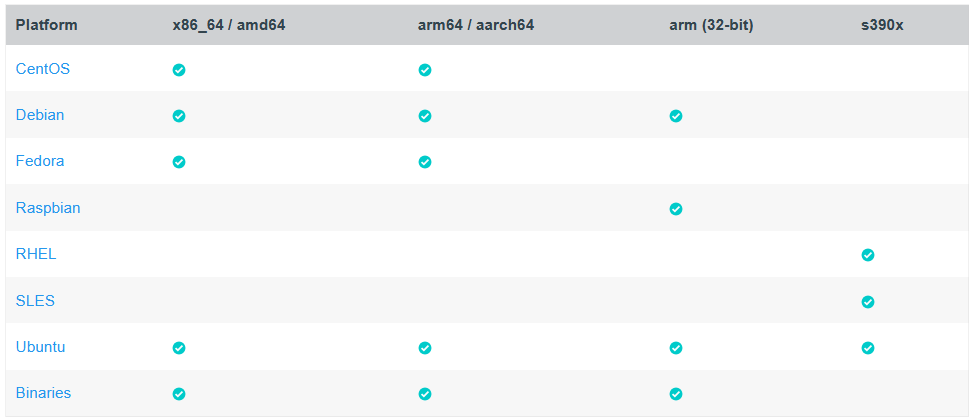 Platform x86_64 / amd64 arm64 / aarch64 arm (32-bit) s390x
CentOS
Debian
Fedora
Raspbian
RHEL
SLES
Ubuntu
Binaries